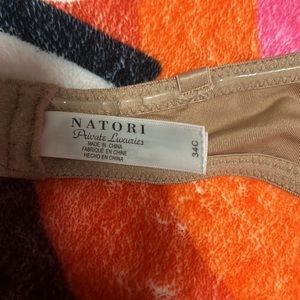 NATORI
Private Luxuries
MADE IN CHINA
FABRIQUÉ EN CHINE
HECHO EN CHINA
34C